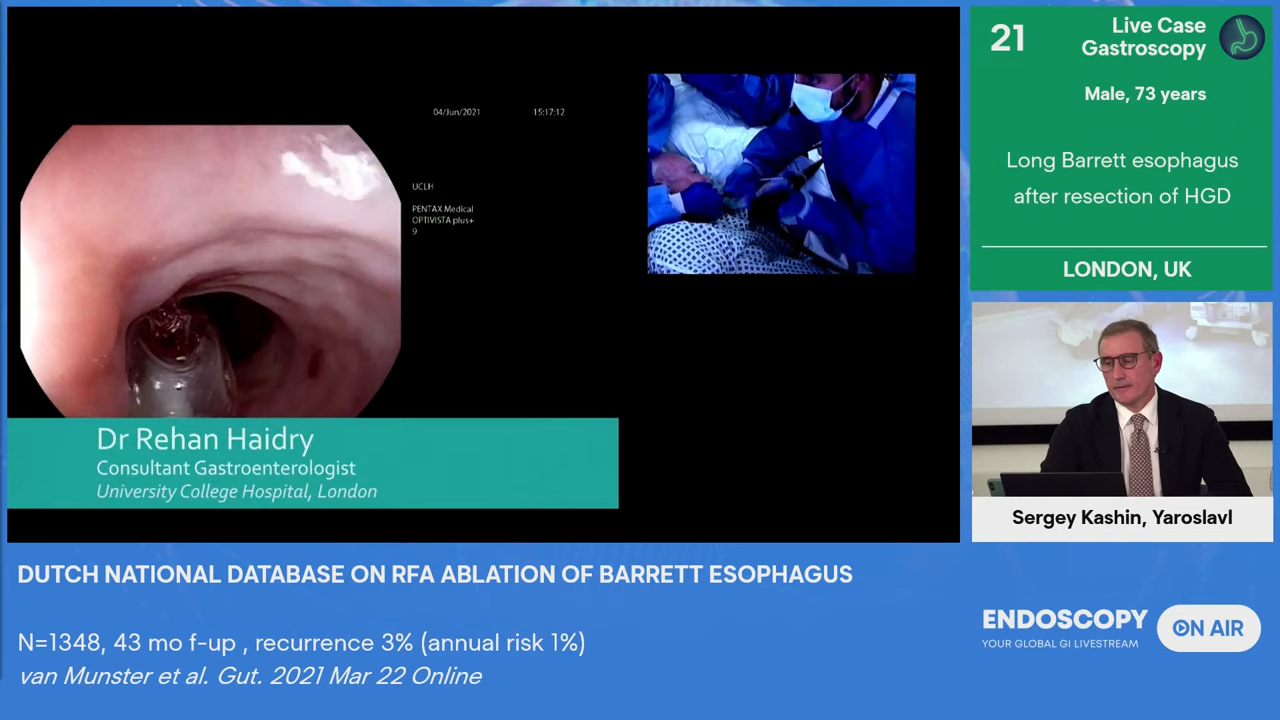 04/Jun/2021 15:17:12
UCLH
PENTAX Medical
OPTIVISTA plus+
9
Dr Rehan Haidry
Consultant Gastroenterologist
University College Hospital, London
21
Live Case
Gastroscopy
Male, 73 years
Long Barrett esophagus
after resection of HGD
LONDON, UK
Sergey Kashin, Yaroslavl
DUTCH NATIONAL DATABASE ON RFA ABLATION OF BARRETT ESOPHAGUS
N=1348, 43 mo f-up , recurrence 3% (annual risk 1%)
van Munster et al. Gut. 2021 Mar 22 Online
ENDOSCOPY
YOUR GLOBAL GI LIVESTREAM
ON AIR